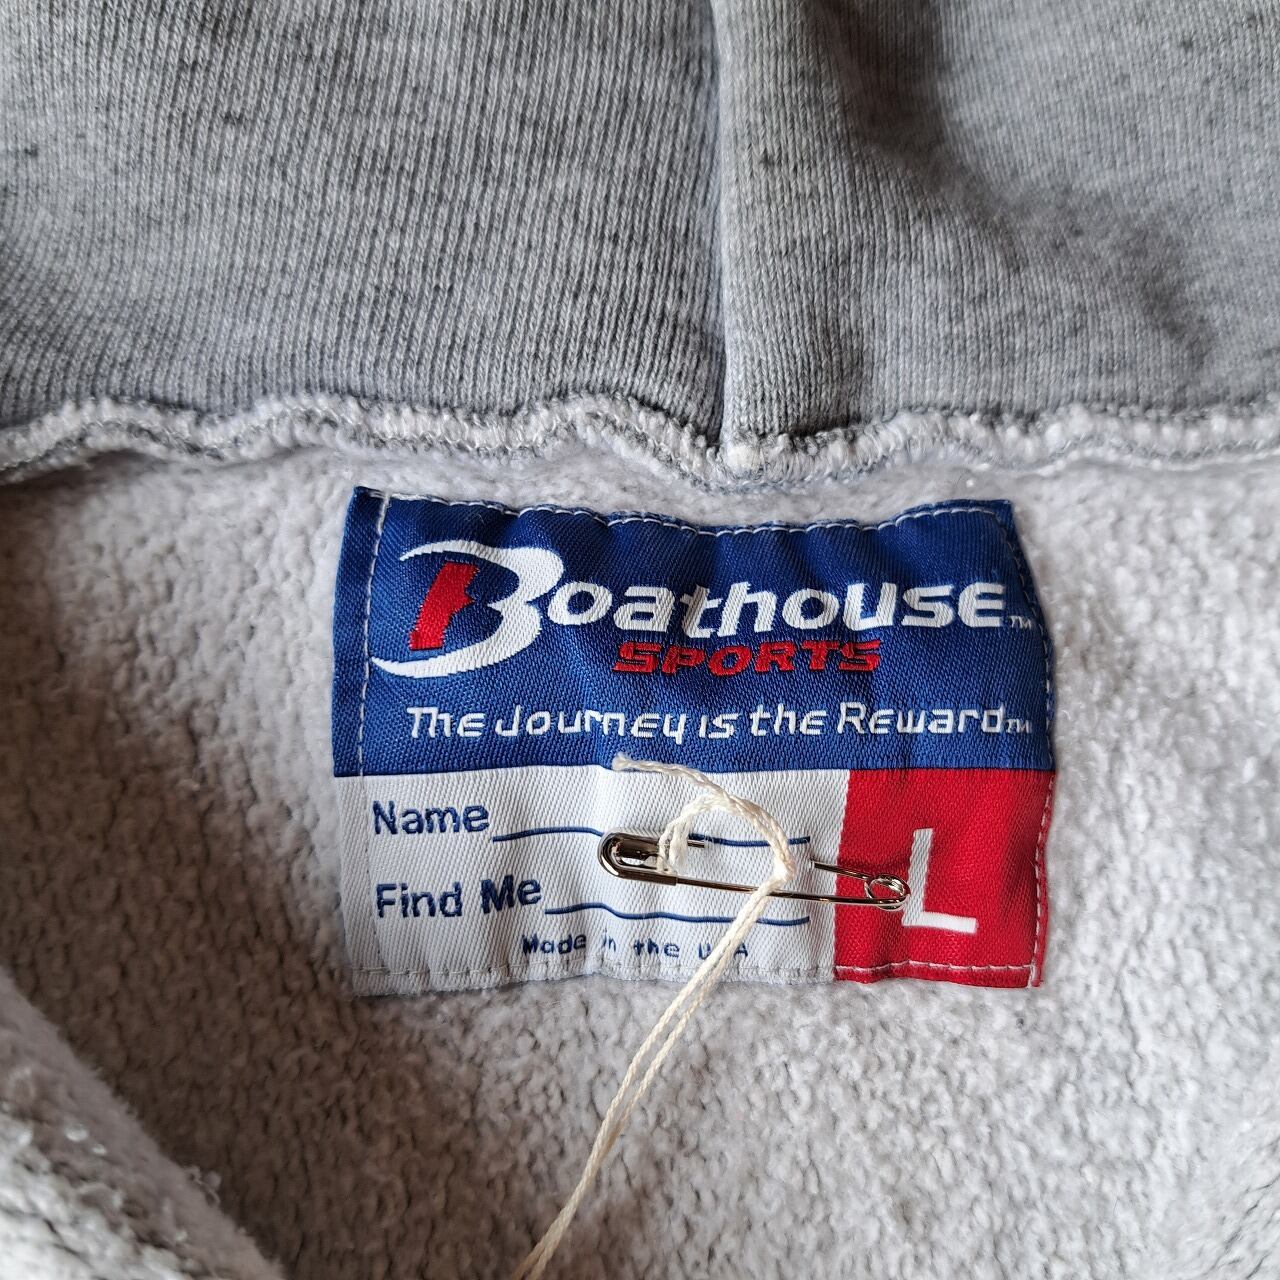 Boathouse™
SPORTS
The Journey is the Reward™
Name
Find Me
Made in the USA
L